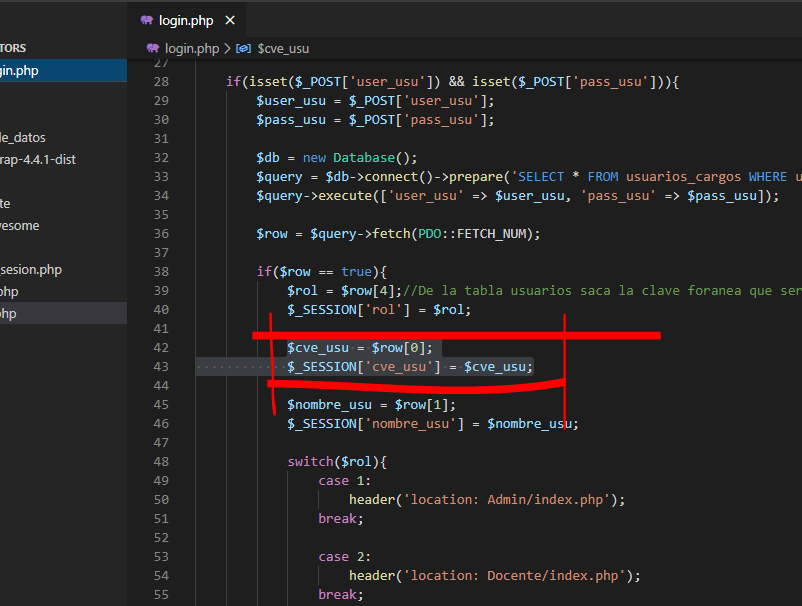 login.php ×
TORS
login.php > $cve_usu
gin.php
27
28 if(isset($_POST['user_usu']) && isset($_POST['pass_usu'])){
29 $user_usu = $_POST['user_usu'];
30 $pass_usu = $_POST['pass_usu'];
31
le_datos
32 $db = new Database();
rap-4.4.1-dist
33 $query = $db->connect()->prepare('SELECT * FROM usuarios_cargos WHERE u
34 $query->execute(['user_usu' => $user_usu, 'pass_usu' => $pass_usu]);
te
35
esome
36 $row = $query->fetch(PDO::FETCH_NUM);
37
_sesion.php
38 if($row == true){
php
39 $rol = $row[4];//De la tabla usuarios saca la clave foranea que ser
hp
40 $_SESSION['rol'] = $rol;
41
42 $cve_usu = $row[0];
43 $_SESSION['cve_usu'] = $cve_usu;
44
45 $nombre_usu = $row[1];
46 $_SESSION['nombre_usu'] = $nombre_usu;
47
48 switch($rol){
49 case 1:
50 header('location: Admin/index.php');
51 break;
52
53 case 2:
54 header('location: Docente/index.php');
55 break;